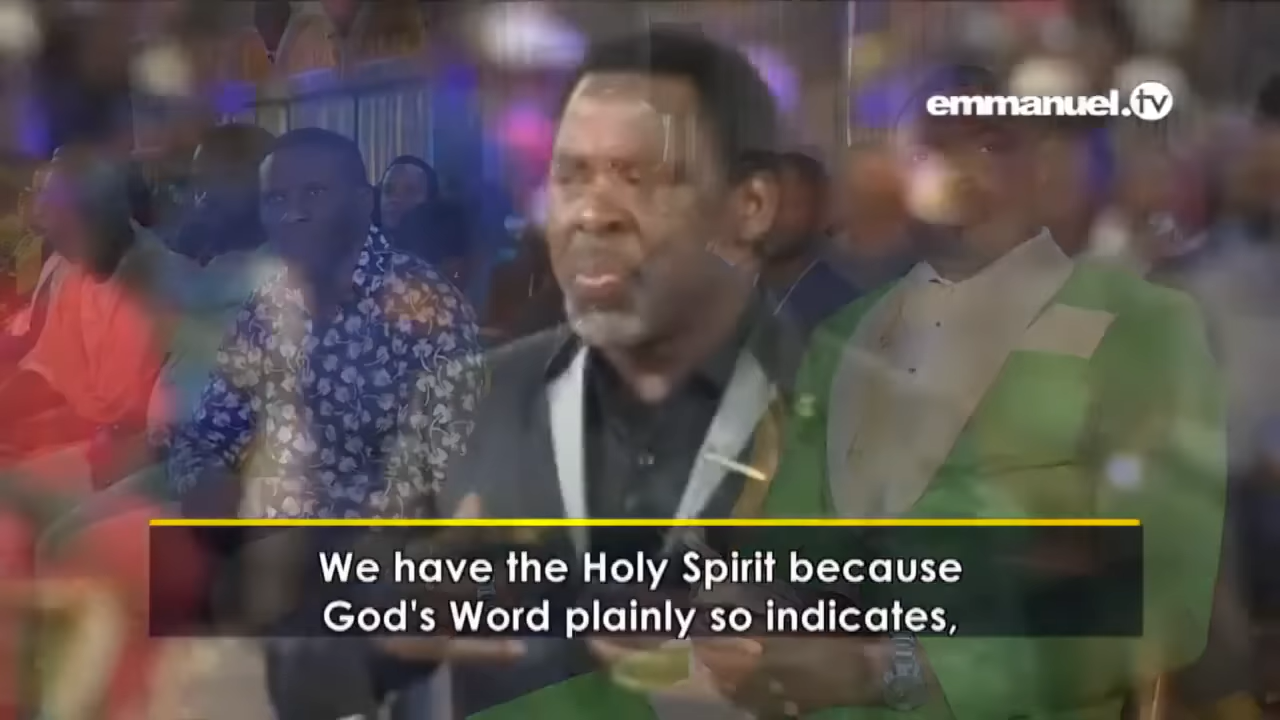 emmanuel.tv
We have the Holy Spirit because
God's Word plainly so indicates,